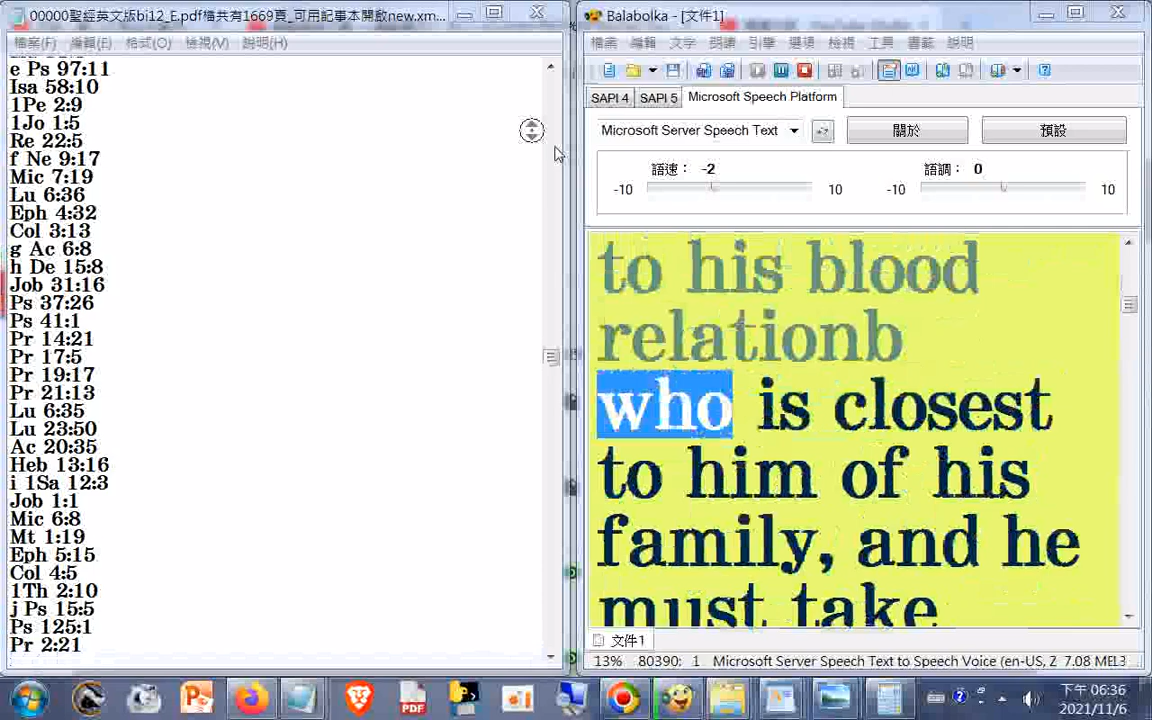 00000聖經英文版bi12_E.pdf檔共有1669頁_可用記事本開啟new.xm...
檔案(F) 編輯(E) 格式(O) 檢視(V) 說明(H)
e Ps 97:11
Isa 58:10
1Pe 2:9
1Jo 1:5
Re 22:5
f Ne 9:17
Mic 7:19
Lu 6:36
Eph 4:32
Col 3:13
g Ac 6:8
h De 15:8
Job 31:16
Ps 37:26
Ps 41:1
Pr 14:21
Pr 17:5
Pr 19:17
Pr 21:13
Lu 6:35
Lu 23:50
Ac 20:35
Heb 13:16
i 1Sa 12:3
Job 1:1
Mic 6:8
Mt 1:19
Eph 5:15
Col 4:5
1Th 2:10
j Ps 15:5
Ps 125:1
Pr 2:21
Balabolka - [文件1]
檔案 編輯 文字 朗讀 引擎 選項 檢視 工具 書籤 說明
SAPI 4 SAPI 5 Microsoft Speech Platform
Microsoft Server Speech Text
關於 預設
語速： -2 語調： 0
-10 10 -10 10
to his blood
relationb
who is closest
to him of his
family, and he
must take
文件1
13% 80390: 1 Microsoft Server Speech Text to Speech Voice (en-US, 2 7.08 MEL3
PDF
下午 06:36
2021/11/6